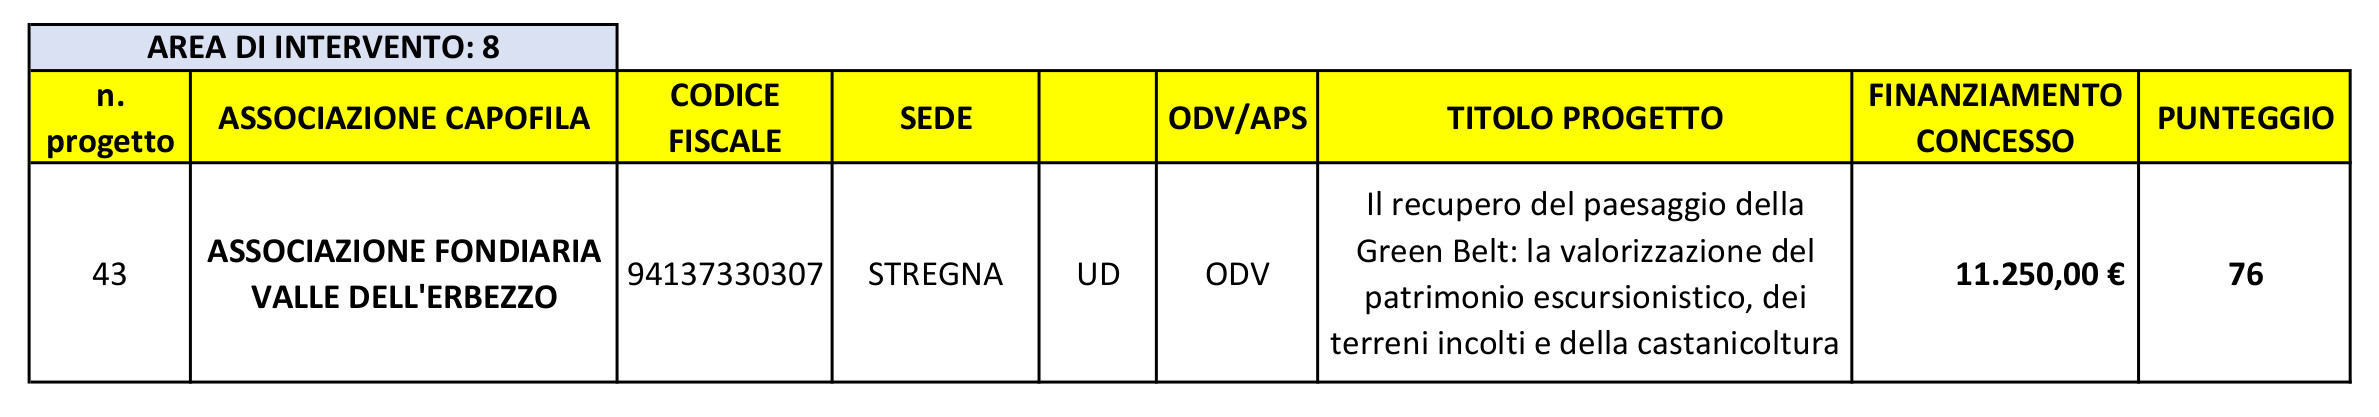 AREA DI INTERVENTO: 8
n.
progetto
ASSOCIAZIONE CAPOFILA
CODICE
FISCALE
SEDE
ODV/APS
TITOLO PROGETTO
FINANZIAMENTO
CONCESSO
PUNTEGGIO
43
ASSOCIAZIONE FONDIARIA
VALLE DELL'ERBEZZO
94137330307
STREGNA
UD
ODV
Il recupero del paesaggio della
Green Belt: la valorizzazione del
patrimonio escursionistico, dei
terreni incolti e della castanicoltura
11.250,00 €
76